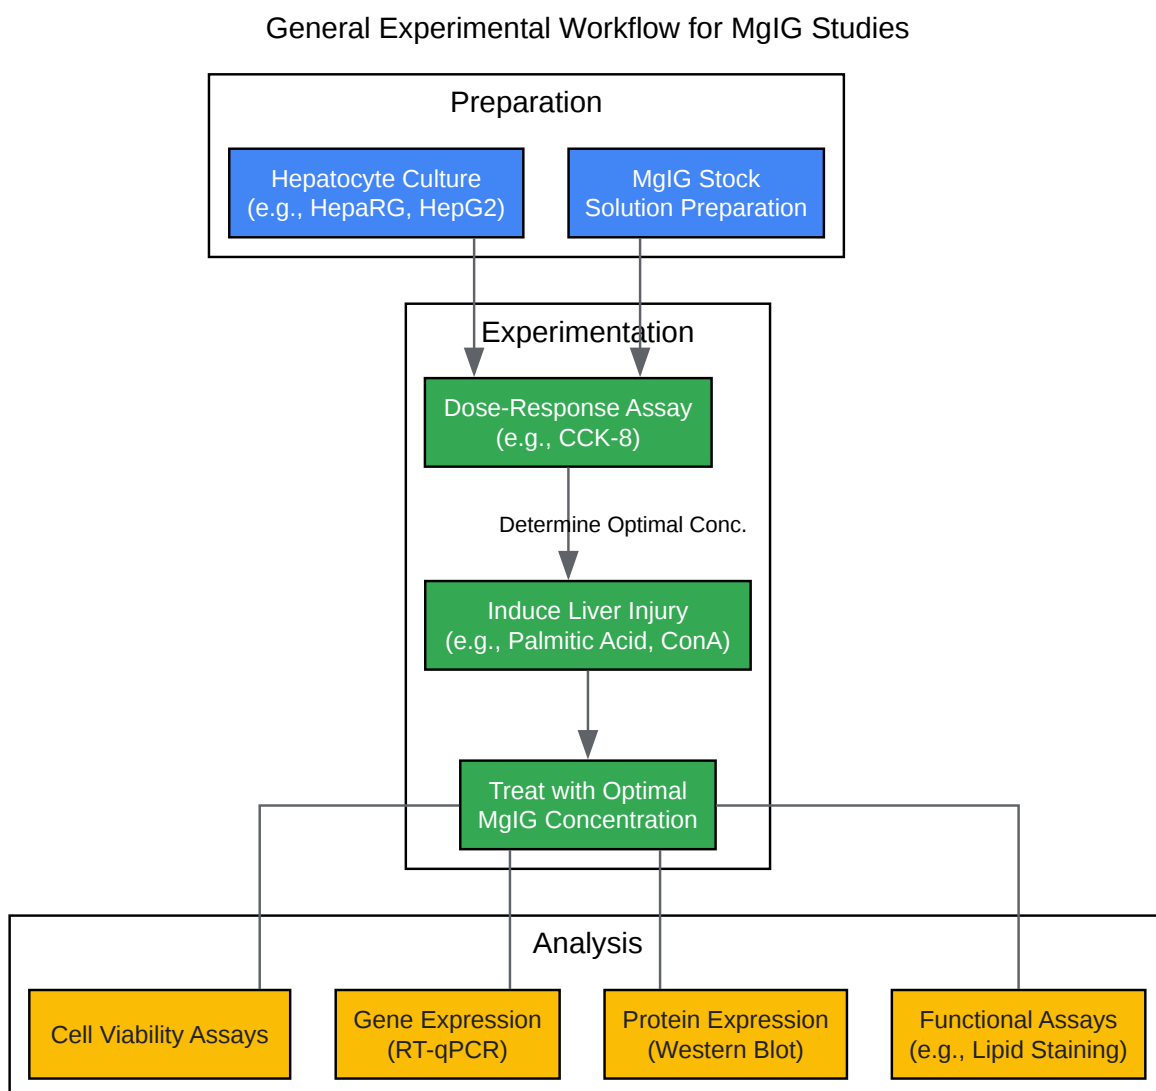 General Experimental Workflow for MgIG Studies
Preparation
Hepatocyte Culture
(e.g., HepaRG, HepG2)
MgIG Stock
Solution Preparation
Experimentation
Dose-Response Assay
(e.g., CCK-8)
Determine Optimal Conc.
Induce Liver Injury
(e.g., Palmitic Acid, ConA)
Treat with Optimal
MgIG Concentration
Analysis
Cell Viability Assays
Gene Expression
(RT-qPCR)
Protein Expression
(Western Blot)
Functional Assays
(e.g., Lipid Staining)